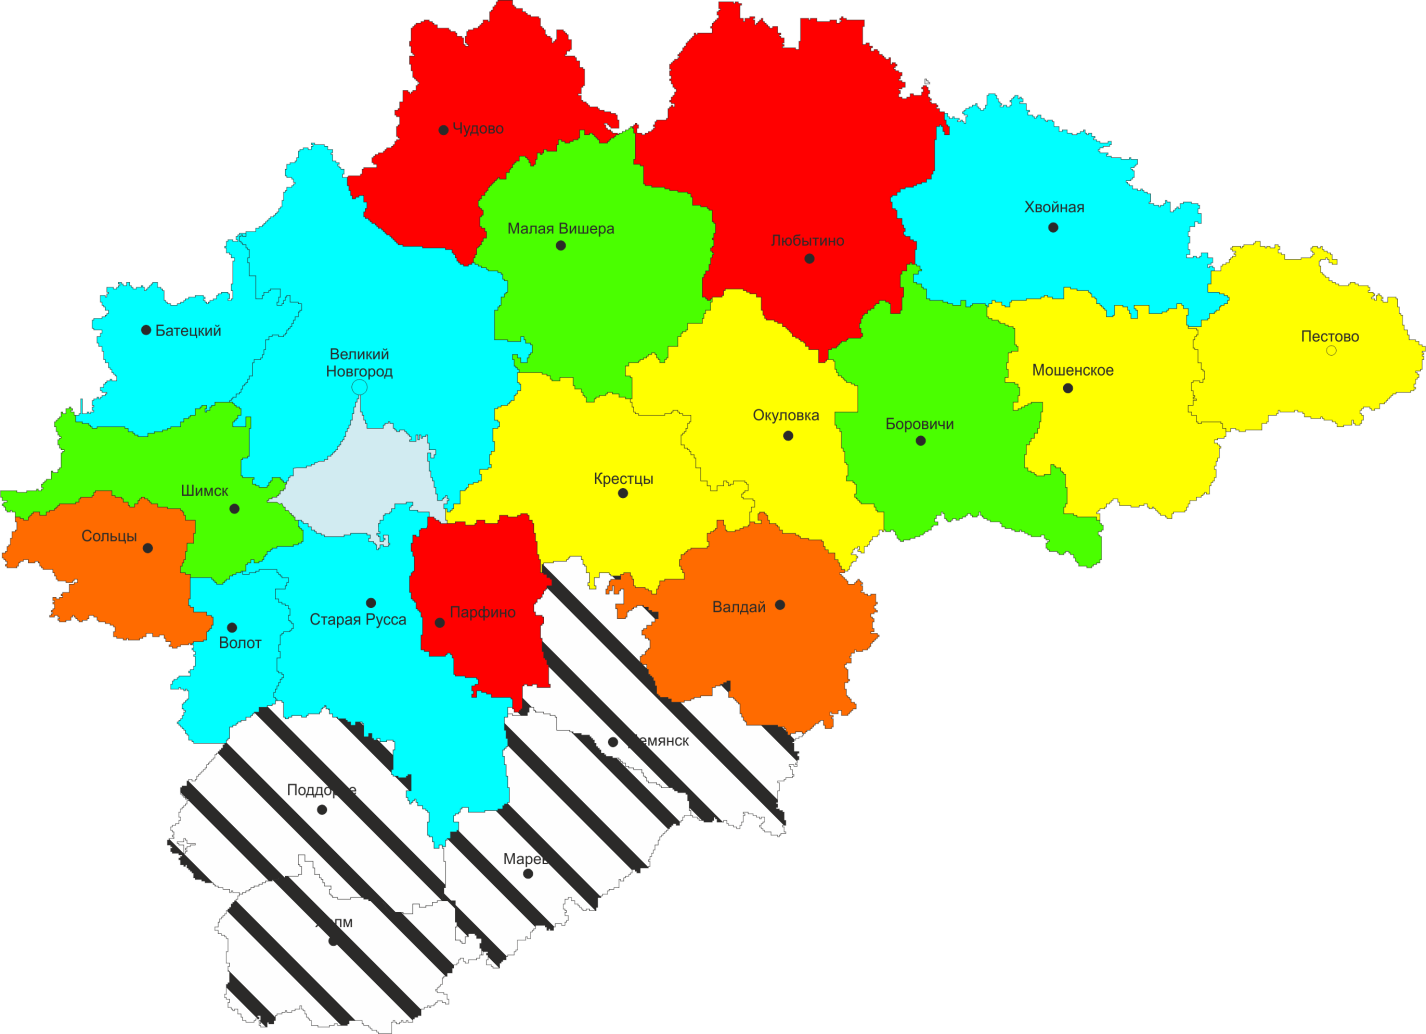 Чудово
Хвойная
Малая Вишера
Любытино
Батецкий
Пестово
Великий
Новгород
Мошенское
Окуловка
Боровичи
Крестцы
Шимск
Сольцы
Валдай
Парфино
Старая Русса
Волот